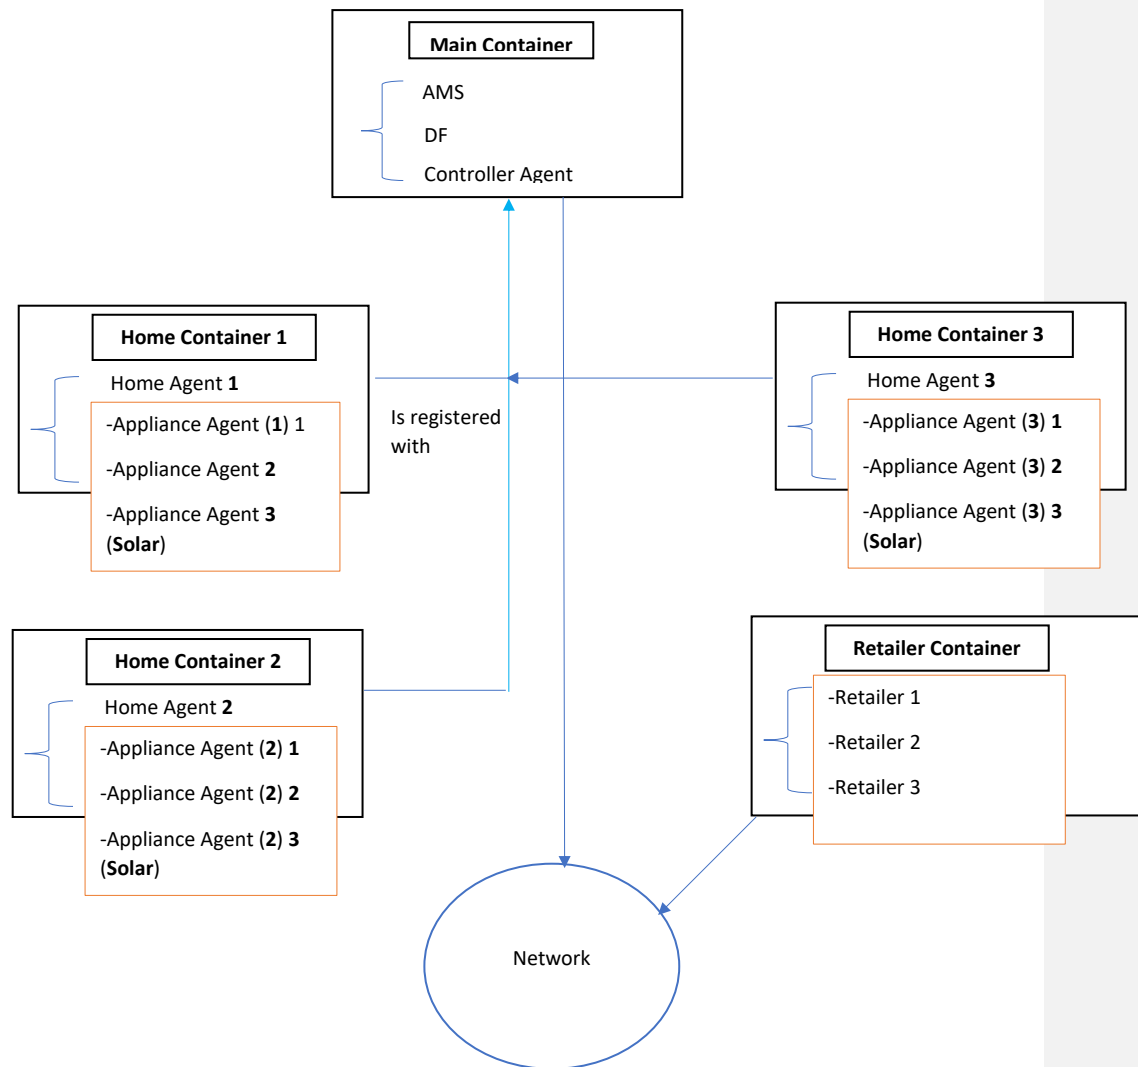 Main Container
AMS
DF
Controller Agent
Home Container 1
Home Agent 1
-Appliance Agent (1) 1
-Appliance Agent 2
-Appliance Agent 3
(Solar)
Is registered
with
Home Container 3
Home Agent 3
-Appliance Agent (3) 1
-Appliance Agent (3) 2
-Appliance Agent (3) 3
(Solar)
Home Container 2
Home Agent 2
-Appliance Agent (2) 1
-Appliance Agent (2) 2
-Appliance Agent (2) 3
(Solar)
Retailer Container
-Retailer 1
-Retailer 2
-Retailer 3
Network